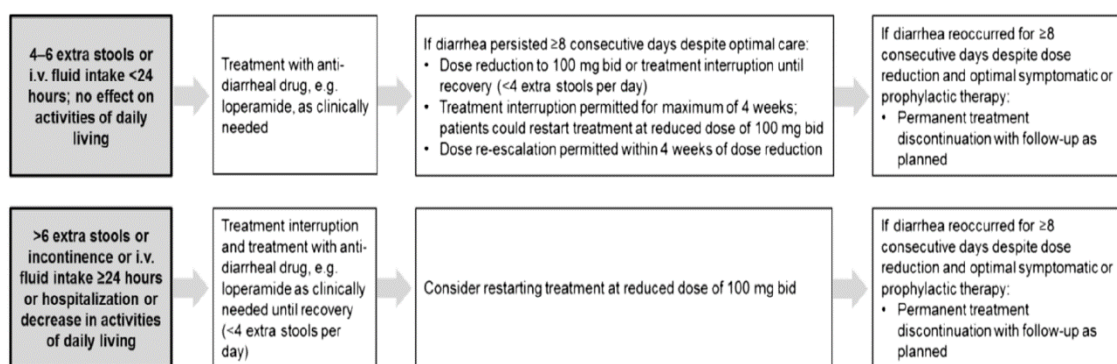 4–6 extra stools or
i.v. fluid intake <24
hours; no effect on
activities of daily
living
Treatment with anti-
diarrheal drug, e.g.
loperamide, as clinically
needed
If diarrhea persisted ≥8 consecutive days despite optimal care:
• Dose reduction to 100 mg bid or treatment interruption until
recovery (<4 extra stools per day)
• Treatment interruption permitted for maximum of 4 weeks;
patients could restart treatment at reduced dose of 100 mg bid
• Dose re-escalation permitted within 4 weeks of dose reduction
If diarrhea reoccurred for ≥8
consecutive days despite dose
reduction and optimal symptomatic or
prophylactic therapy:
• Permanent treatment
discontinuation with follow-up as
planned
>6 extra stools or
incontinence or i.v.
fluid intake ≥24 hours
or hospitalization or
decrease in activities
of daily living
Treatment interruption
and treatment with anti-
diarrheal drug, e.g.
loperamide as clinically
needed until recovery
(<4 extra stools per
day)
Consider restarting treatment at reduced dose of 100 mg bid
If diarrhea reoccurred for ≥8
consecutive days despite dose
reduction and optimal symptomatic or
prophylactic therapy:
• Permanent treatment
discontinuation with follow-up as
planned